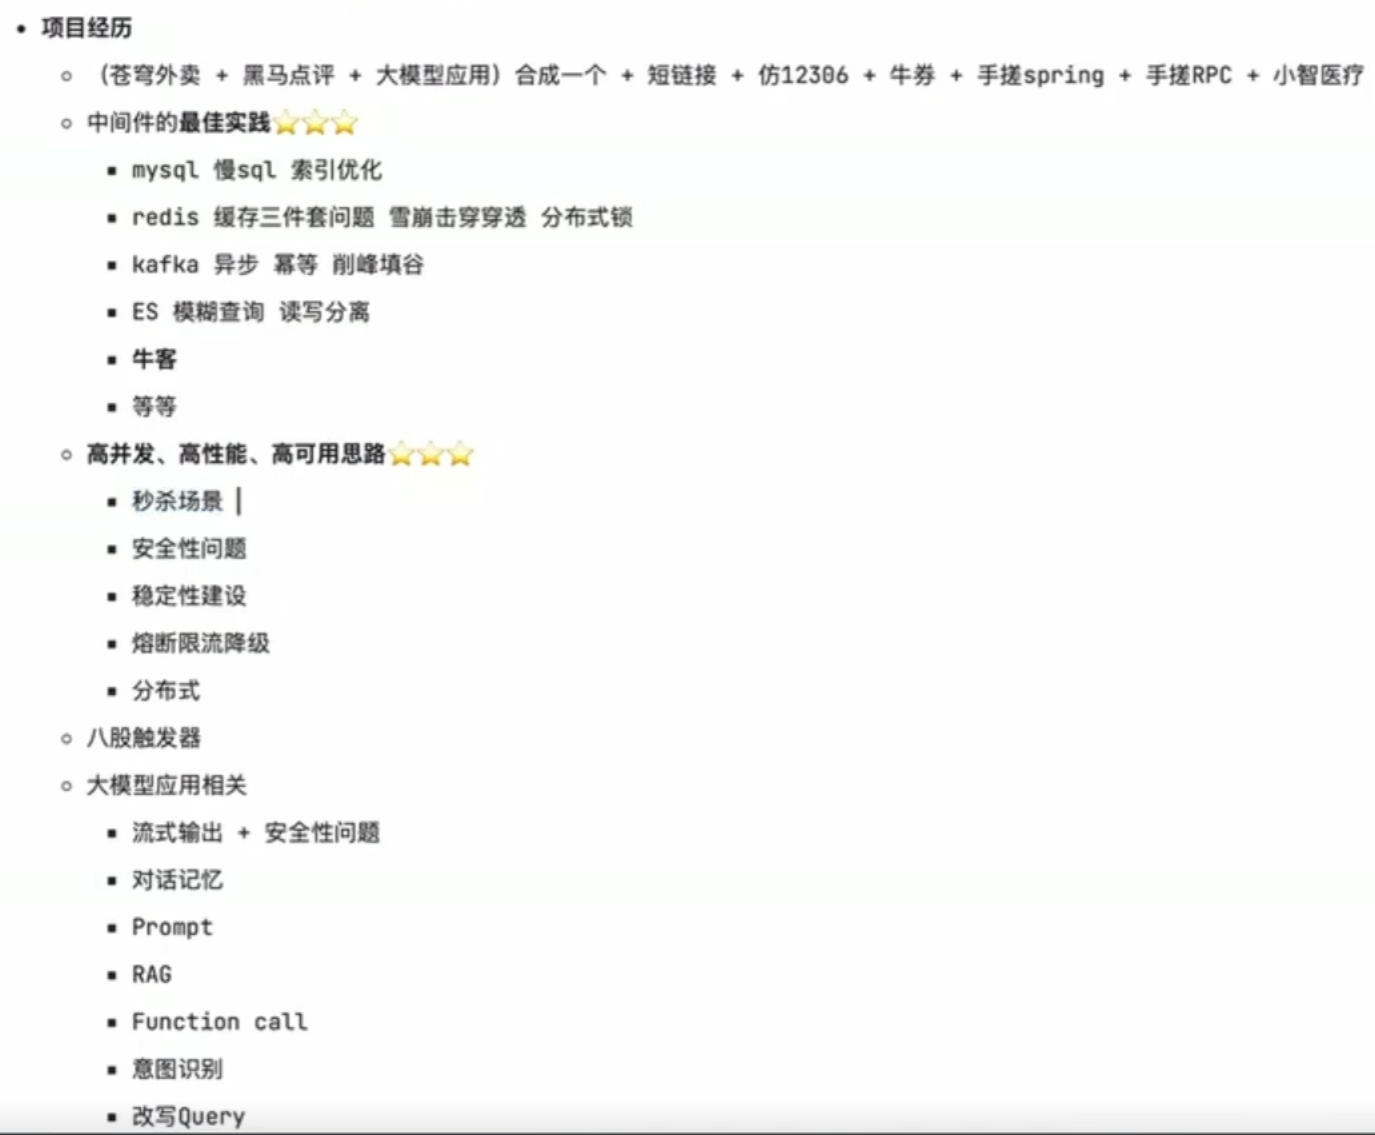 项目经历
（苍穹外卖 + 黑马点评 + 大模型应用）合成一个 + 短链接 + 仿12306 + 牛券 + 手搓spring + 手搓RPC + 小智医疗
中间件的最佳实践⭐⭐⭐
mysql 慢sql 索引优化
redis 缓存三件套问题 雪崩击穿穿透 分布式锁
kafka 异步 幂等 削峰填谷
ES 模糊查询 读写分离
牛客
等等
高并发、高性能、高可用思路⭐⭐⭐
秒杀场景
安全性问题
稳定性建设
熔断限流降级
分布式
八股触发器
大模型应用相关
流式输出 + 安全性问题
对话记忆
Prompt
RAG
Function call
意图识别
改写Query